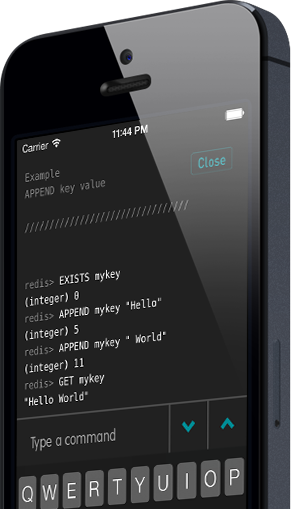 Carrier 11:44 PM
Example
Close
APPEND key value
/////////////////////////////////
redis> EXISTS mykey
(integer) 0
redis> APPEND mykey "Hello"
(integer) 5
redis> APPEND mykey " World"
(integer) 11
redis> GET mykey
"Hello World"
Type a command
Q W E R T Y U I O P